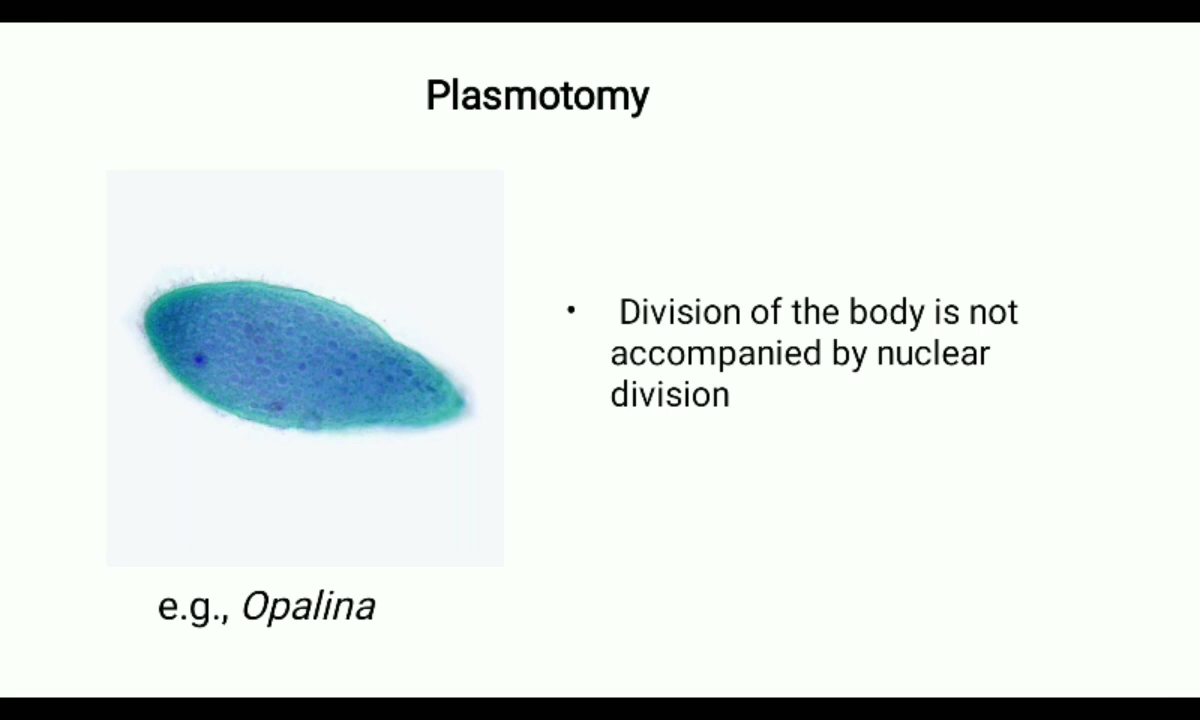 Plasmotomy
• Division of the body is not
accompanied by nuclear
division
e.g., Opalina